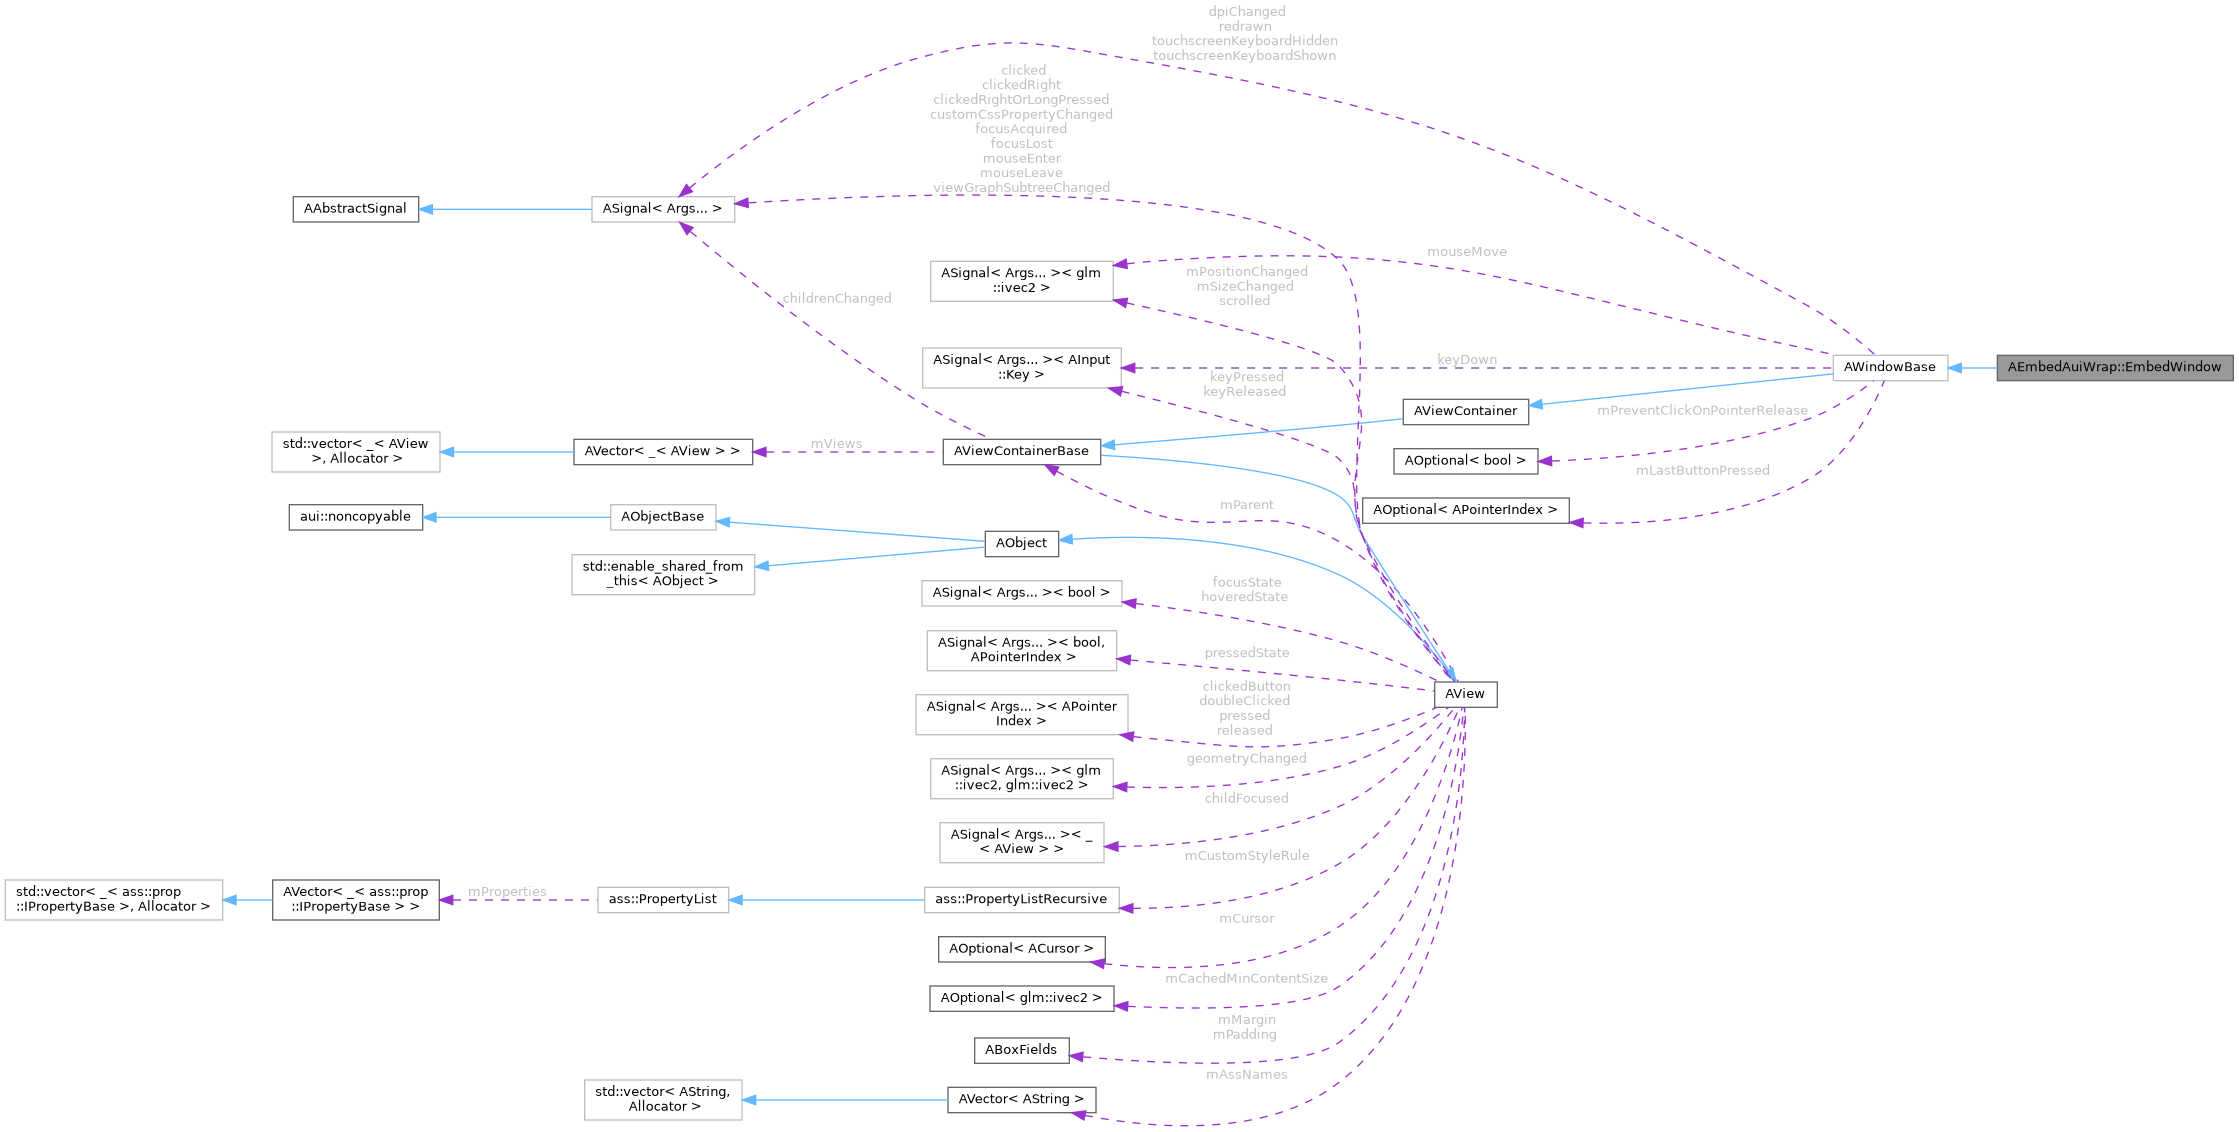 dpiChanged
redrawn
touchscreenKeyboardHidden
touchscreenKeyboardShown
clicked
clickedRight
clickedRightOrLongPressed
customCssPropertyChanged
focusAcquired
focusLost
mouseEnter
mouseLeave
viewGraphSubtreeChanged
AAbstractSignal
ASignal< Args... >
mouseMove
ASignal< Args... >< glm
::ivec2 >
mPositionChanged
mSizeChanged
scrolled
childrenChanged
ASignal< Args... >< AInput
::Key >
keyDown
keyPressed
keyReleased
AWindowBase
AEmbedAuiWrap::EmbedWindow
AViewContainer
mPreventClickOnPointerRelease
std::vector< _< AView
>, Allocator >
AVector< _< AView > >
mViews
AViewContainerBase
AOptional< bool >
mLastButtonPressed
AOptional< APointerIndex >
mParent
aui::noncopyable
AObjectBase
AObject
std::enable_shared_from
_this< AObject >
ASignal< Args... >< bool >
focusState
hoveredState
ASignal< Args... >< bool,
APointerIndex >
pressedState
AView
ASignal< Args... >< APointer
Index >
clickedButton
doubleClicked
pressed
released
ASignal< Args... >< glm
::ivec2, glm::ivec2 >
geometryChanged
childFocused
ASignal< Args... >< _
< AView > >
mCustomStyleRule
std::vector< _< ass::prop
::IPropertyBase >, Allocator >
AVector< _< ass::prop
::IPropertyBase > >
mProperties
ass::PropertyList
ass::PropertyListRecursive
mCursor
AOptional< ACursor >
mCachedMinContentSize
AOptional< glm::ivec2 >
mMargin
mPadding
ABoxFields
mAssNames
std::vector< AString,
Allocator >
AVector< AString >